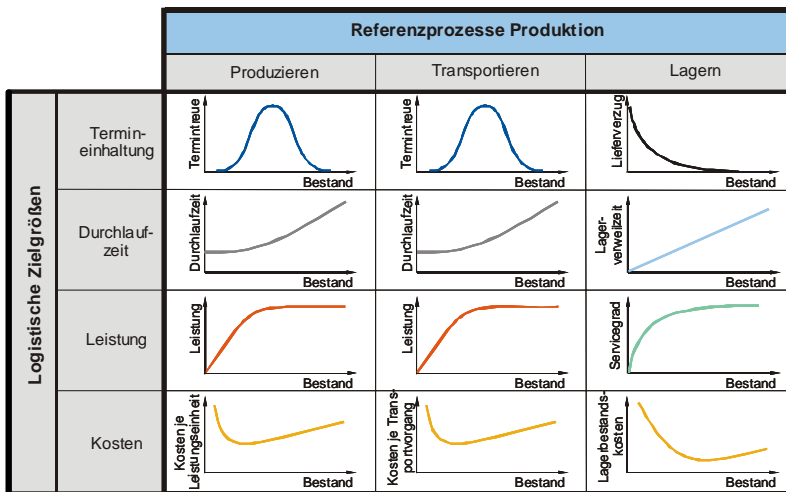 Referenzprozesse Produktion
Produzieren
Transportieren
Lagern
Logistische Zielgrößen
Termin-
einhaltung
Termintreue
Bestand
Termintreue
Bestand
Lieferverzug
Bestand
Durchlauf-
zeit
Durchlaufzeit
Bestand
Durchlaufzeit
Bestand
Lager-
verweilzeit
Bestand
Leistung
Leistung
Bestand
Leistung
Bestand
Servicegrad
Bestand
Kosten
Kosten je
Leistungseinheit
Bestand
Kosten je Trans-
portvorgang
Bestand
Lagerbestands-
kosten
Bestand